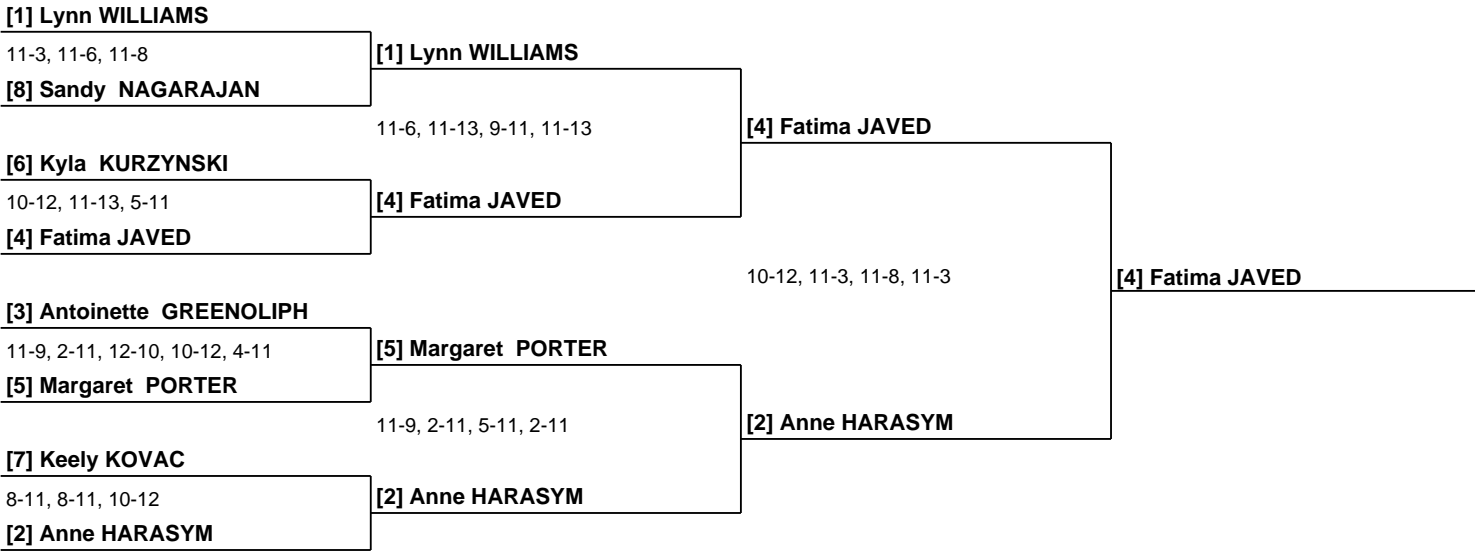 [1] Lynn WILLIAMS
11-3, 11-6, 11-8
[1] Lynn WILLIAMS
[8] Sandy  NAGARAJAN
11-6, 11-13, 9-11, 11-13
[4] Fatima JAVED
[6] Kyla  KURZYNSKI
10-12, 11-13, 5-11
[4] Fatima JAVED
[4] Fatima JAVED
10-12, 11-3, 11-8, 11-3
[4] Fatima JAVED
[3] Antoinette  GREENOLIPH
11-9, 2-11, 12-10, 10-12, 4-11
[5] Margaret  PORTER
[5] Margaret  PORTER
11-9, 2-11, 5-11, 2-11
[2] Anne HARASYM
[7] Keely KOVAC
8-11, 8-11, 10-12
[2] Anne HARASYM
[2] Anne HARASYM